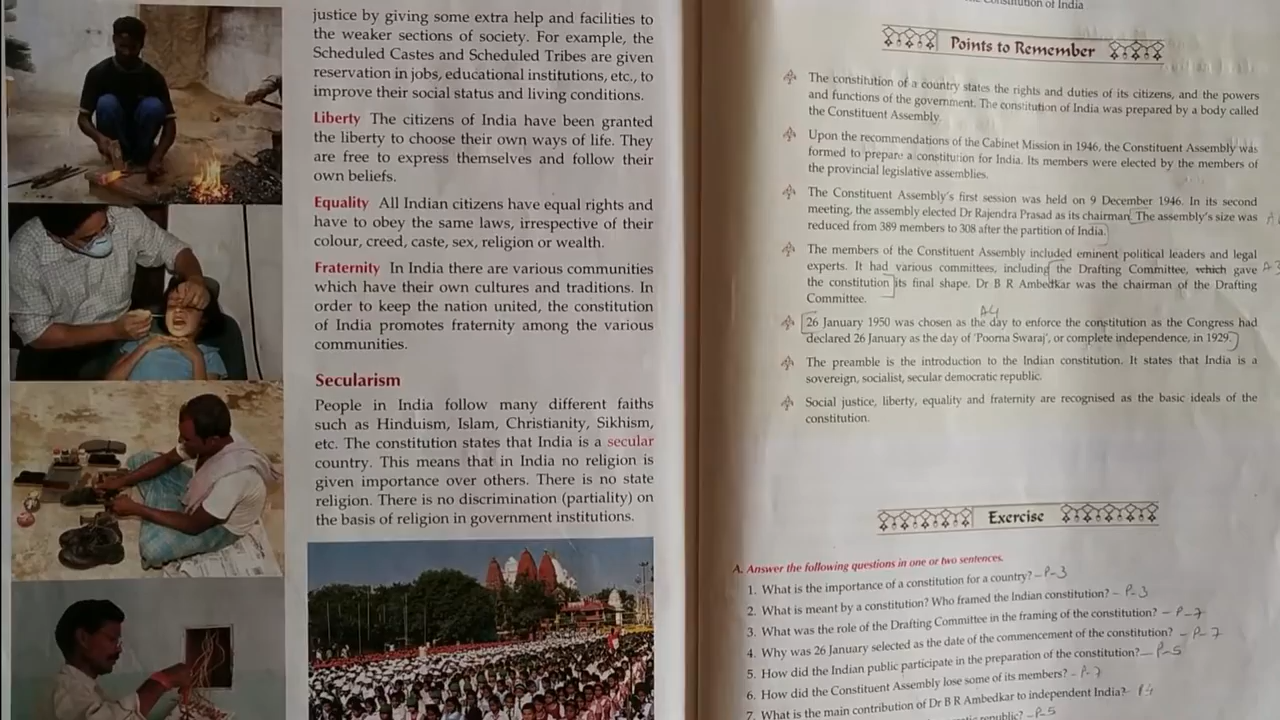 justice by giving some extra help and facilities to
the weaker sections of society. For example, the
Scheduled Castes and Scheduled Tribes are given
reservation in jobs, educational institutions, etc., to
improve their social status and living conditions.
Liberty The citizens of India have been granted
the liberty to choose their own ways of life. They
are free to express themselves and follow their
own beliefs.
Equality All Indian citizens have equal rights and
have to obey the same laws, irrespective of their
colour, creed, caste, sex, religion or wealth.
Fraternity In India there are various communities
which have their own cultures and traditions. In
order to keep the nation united, the constitution
of India promotes fraternity among the various
communities.
Secularism
People in India follow many different faiths
such as Hinduism, Islam, Christianity, Sikhism,
etc. The constitution states that India is a secular
country. This means that in India no religion is
given importance over others. There is no state
religion. There is no discrimination (partiality) on
the basis of religion in government institutions.
Constitution of India
Points to Remember
The constitution of a country states the rights and duties of its citizens, and the powers
and functions of the government. The constitution of India was prepared by a body called
the Constituent Assembly.
Upon the recommendations of the Cabinet Mission in 1946, the Constituent Assembly was
formed to prepare a constitution for India. Its members were elected by the members of
the provincial legislative assemblies.
The Constituent Assembly's first session was held on 9 December 1946. In its second
meeting, the assembly elected Dr Rajendra Prasad as its chairman. The assembly's size was
reduced from 389 members to 308 after the partition of India.
The members of the Constituent Assembly included eminent political leaders and legal
experts. It had various committees, including the Drafting Committee, which gave
the constitution its final shape. Dr B R Ambedkar was the chairman of the Drafting
Committee.
A4
26 January 1950 was chosen as the day to enforce the constitution as the Congress had
declared 26 January as the day of 'Poorna Swaraj', or complete independence, in 1929.
The preamble is the introduction to the Indian constitution. It states that India is a
sovereign, socialist, secular democratic republic.
Social justice, liberty, equality and fraternity are recognised as the basic ideals of the
constitution.
Exercise
A. Answer the following questions in one or two sentences.
1. What is the importance of a constitution for a country? - P-3
2. What is meant by a constitution? Who framed the Indian constitution? - P-3
3. What was the role of the Drafting Committee in the framing of the constitution? - P-7
4. Why was 26 January selected as the date of the commencement of the constitution? - P-7
5. How did the Indian public participate in the preparation of the constitution? - P-5
6. How did the Constituent Assembly lose some of its members? - P-7
7. What is the main contribution of Dr B R Ambedkar to independent India?
republic? - P-5